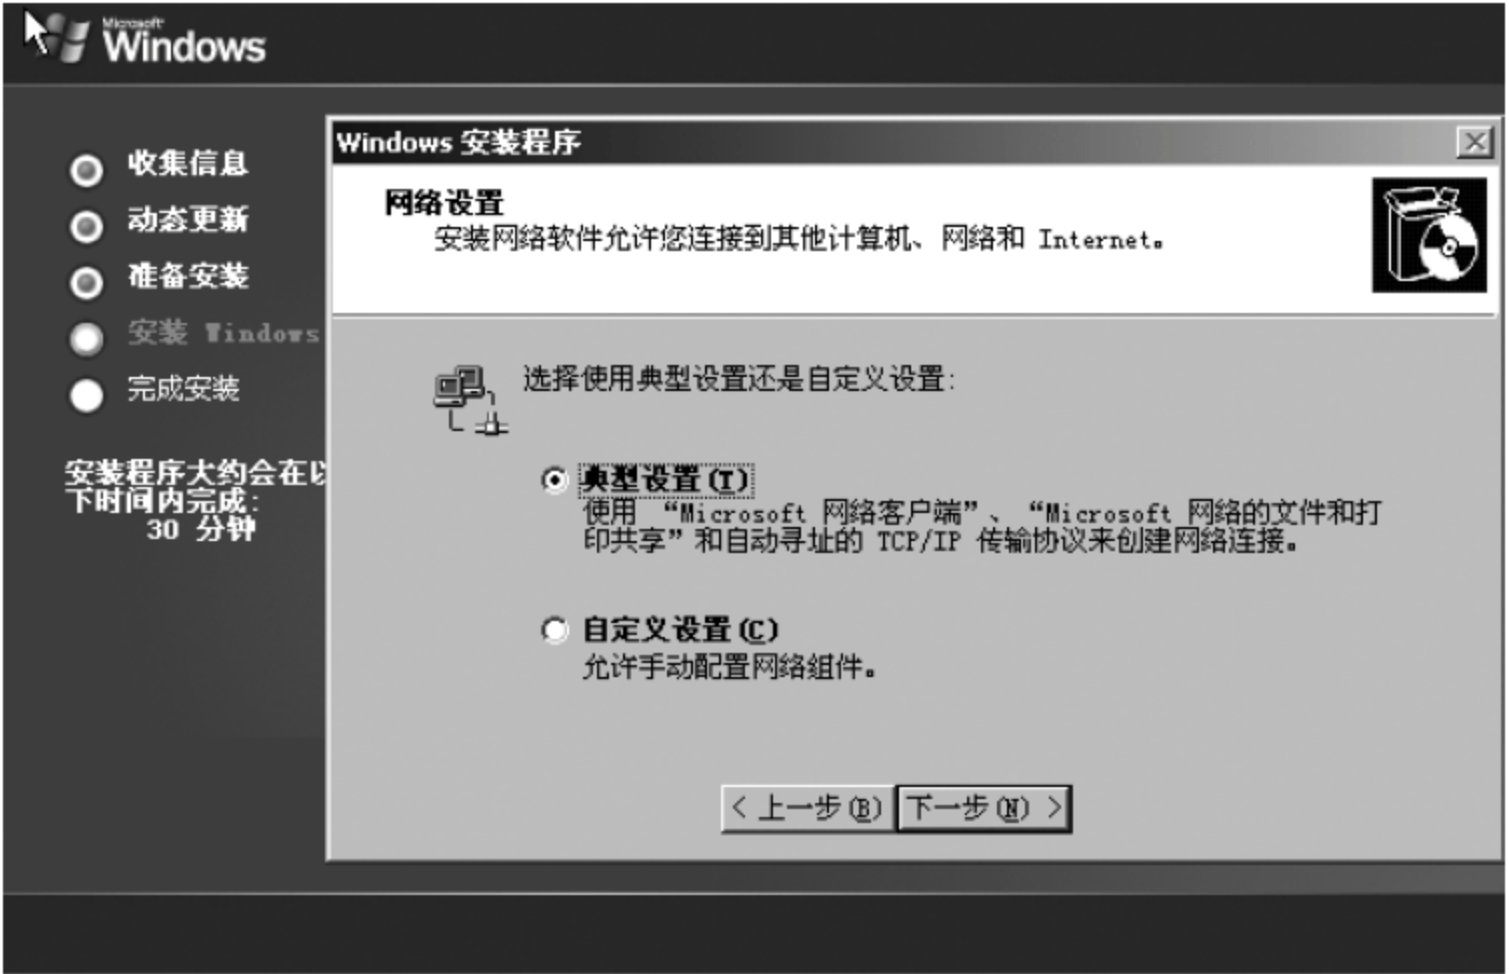 Microsoft
Windows
收集信息
动态更新
准备安装
安装 Windows
完成安装
安装程序大约会在以
下时间内完成:
30 分钟
Windows 安装程序
网络设置
安装网络软件允许您连接到其他计算机、网络和 Internet。
选择使用典型设置还是自定义设置:
典型设置(T)
使用 “Microsoft 网络客户端”、“Microsoft 网络的文件和打
印共享”和自动寻址的 TCP/IP 传输协议来创建网络连接。
自定义设置(C)
允许手动配置网络组件。
< 上一步(B) 下一步(N) >